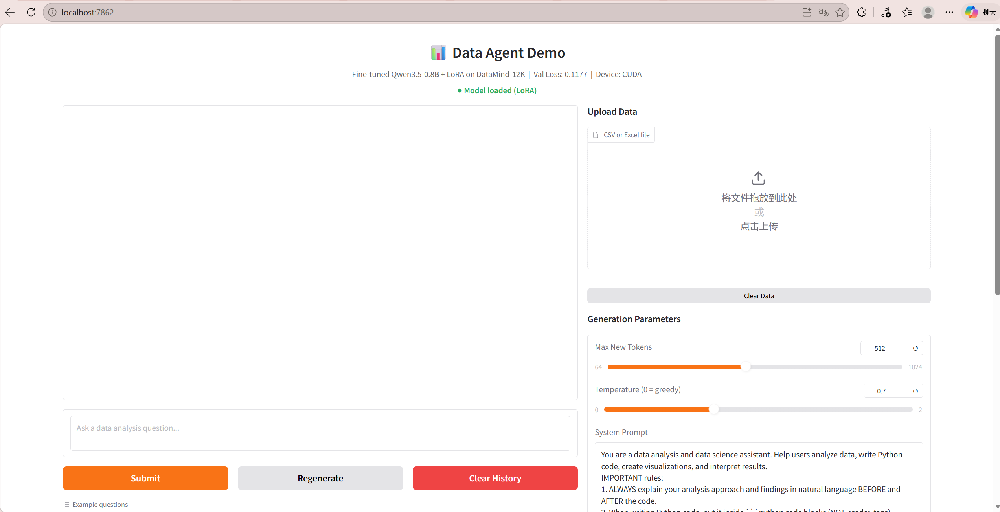 localhost:7862
聊天
Data Agent Demo
Fine-tuned Qwen3.5-0.8B + LoRA on DataMind-12K | Val Loss: 0.1177 | Device: CUDA
● Model loaded (LoRA)
Upload Data
CSV or Excel file
将文件拖放到此处
- 或 -
点击上传
Clear Data
Generation Parameters
Max New Tokens
512
64
1024
Temperature (0 = greedy)
0.7
0
2
System Prompt
You are a data analysis and data science assistant. Help users analyze data, write Python
code, create visualizations, and interpret results.
IMPORTANT rules:
1. ALWAYS explain your analysis approach and findings in natural language BEFORE and
AFTER the code.
2. When writing Python code, put it inside ```python code blocks (NOT <code> tags)
Ask a data analysis question...
Submit
Regenerate
Clear History
Example questions